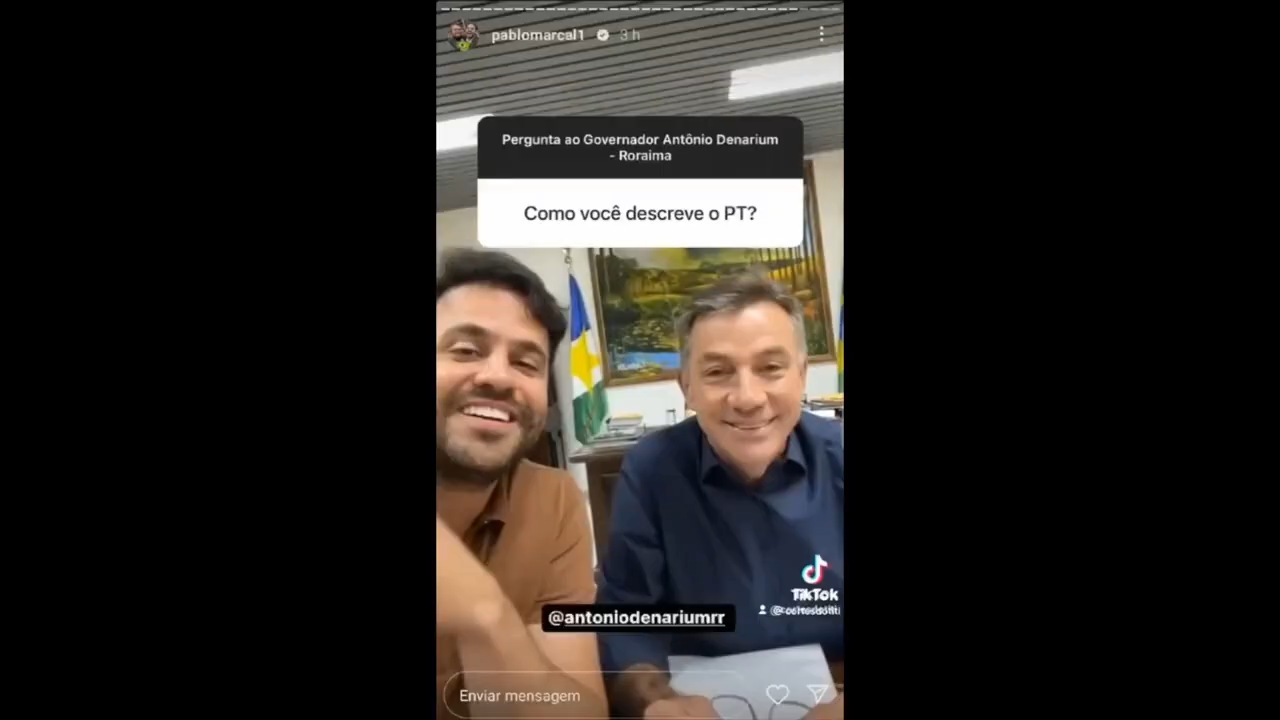 pablomarcal1 3 h
Pergunta ao Governador Antônio Denarium
- Roraima
Como você descreve o PT?
TikTok
@antoniodenariumrr
Enviar mensagem